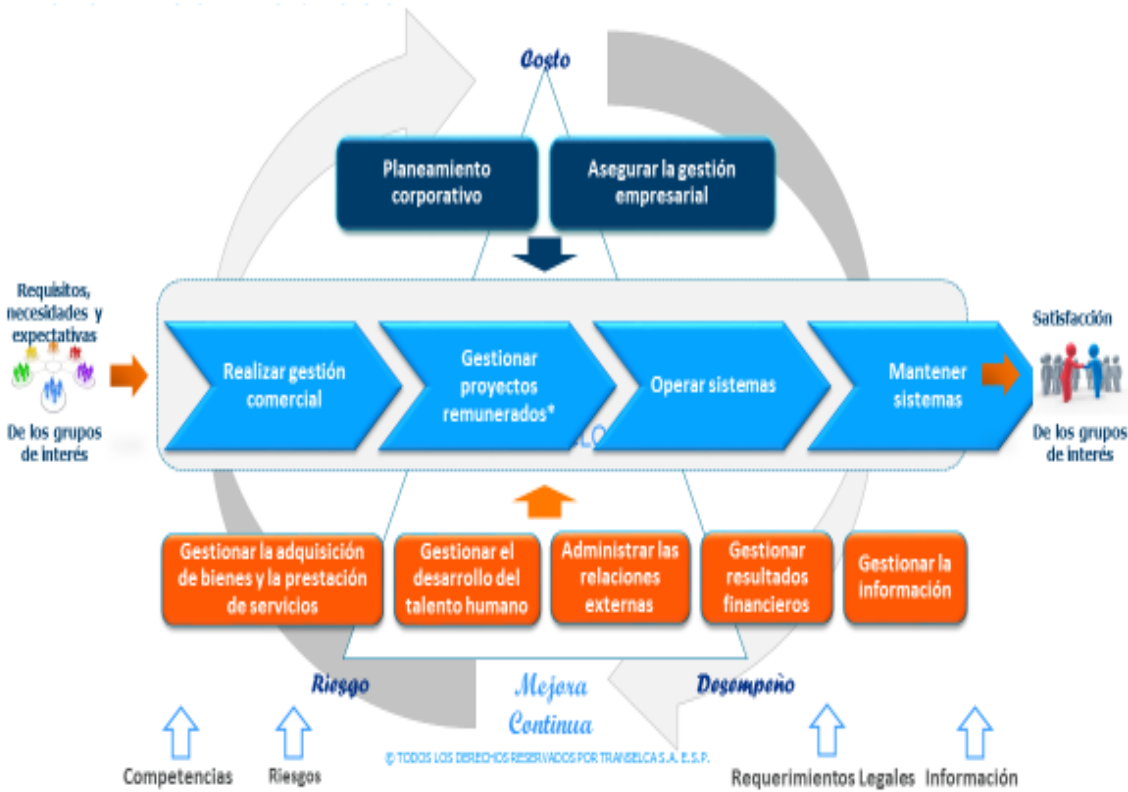 Costo
Planeamiento
corporativo
Asegurar la gestión
empresarial
Requisitos,
necesidades y
expectativas
De los grupos
de interés
Realizar gestión
comercial
Gestionar
proyectos
remunerados*
Operar sistemas
Mantener
sistemas
Satisfacción
De los grupos
de interés
Gestionar la adquisición
de bienes y la prestación
de servicios
Gestionar el
desarrollo del
talento humano
Administrar las
relaciones
externas
Gestionar
resultados
financieros
Gestionar la
información
Riesgo
Mejora
Continua
Desempeño
© TODOS LOS DERECHOS RESERVADOS POR TRANSELCA S.A. E.S.P.
Competencias
Riesgos
Requerimientos Legales
Información